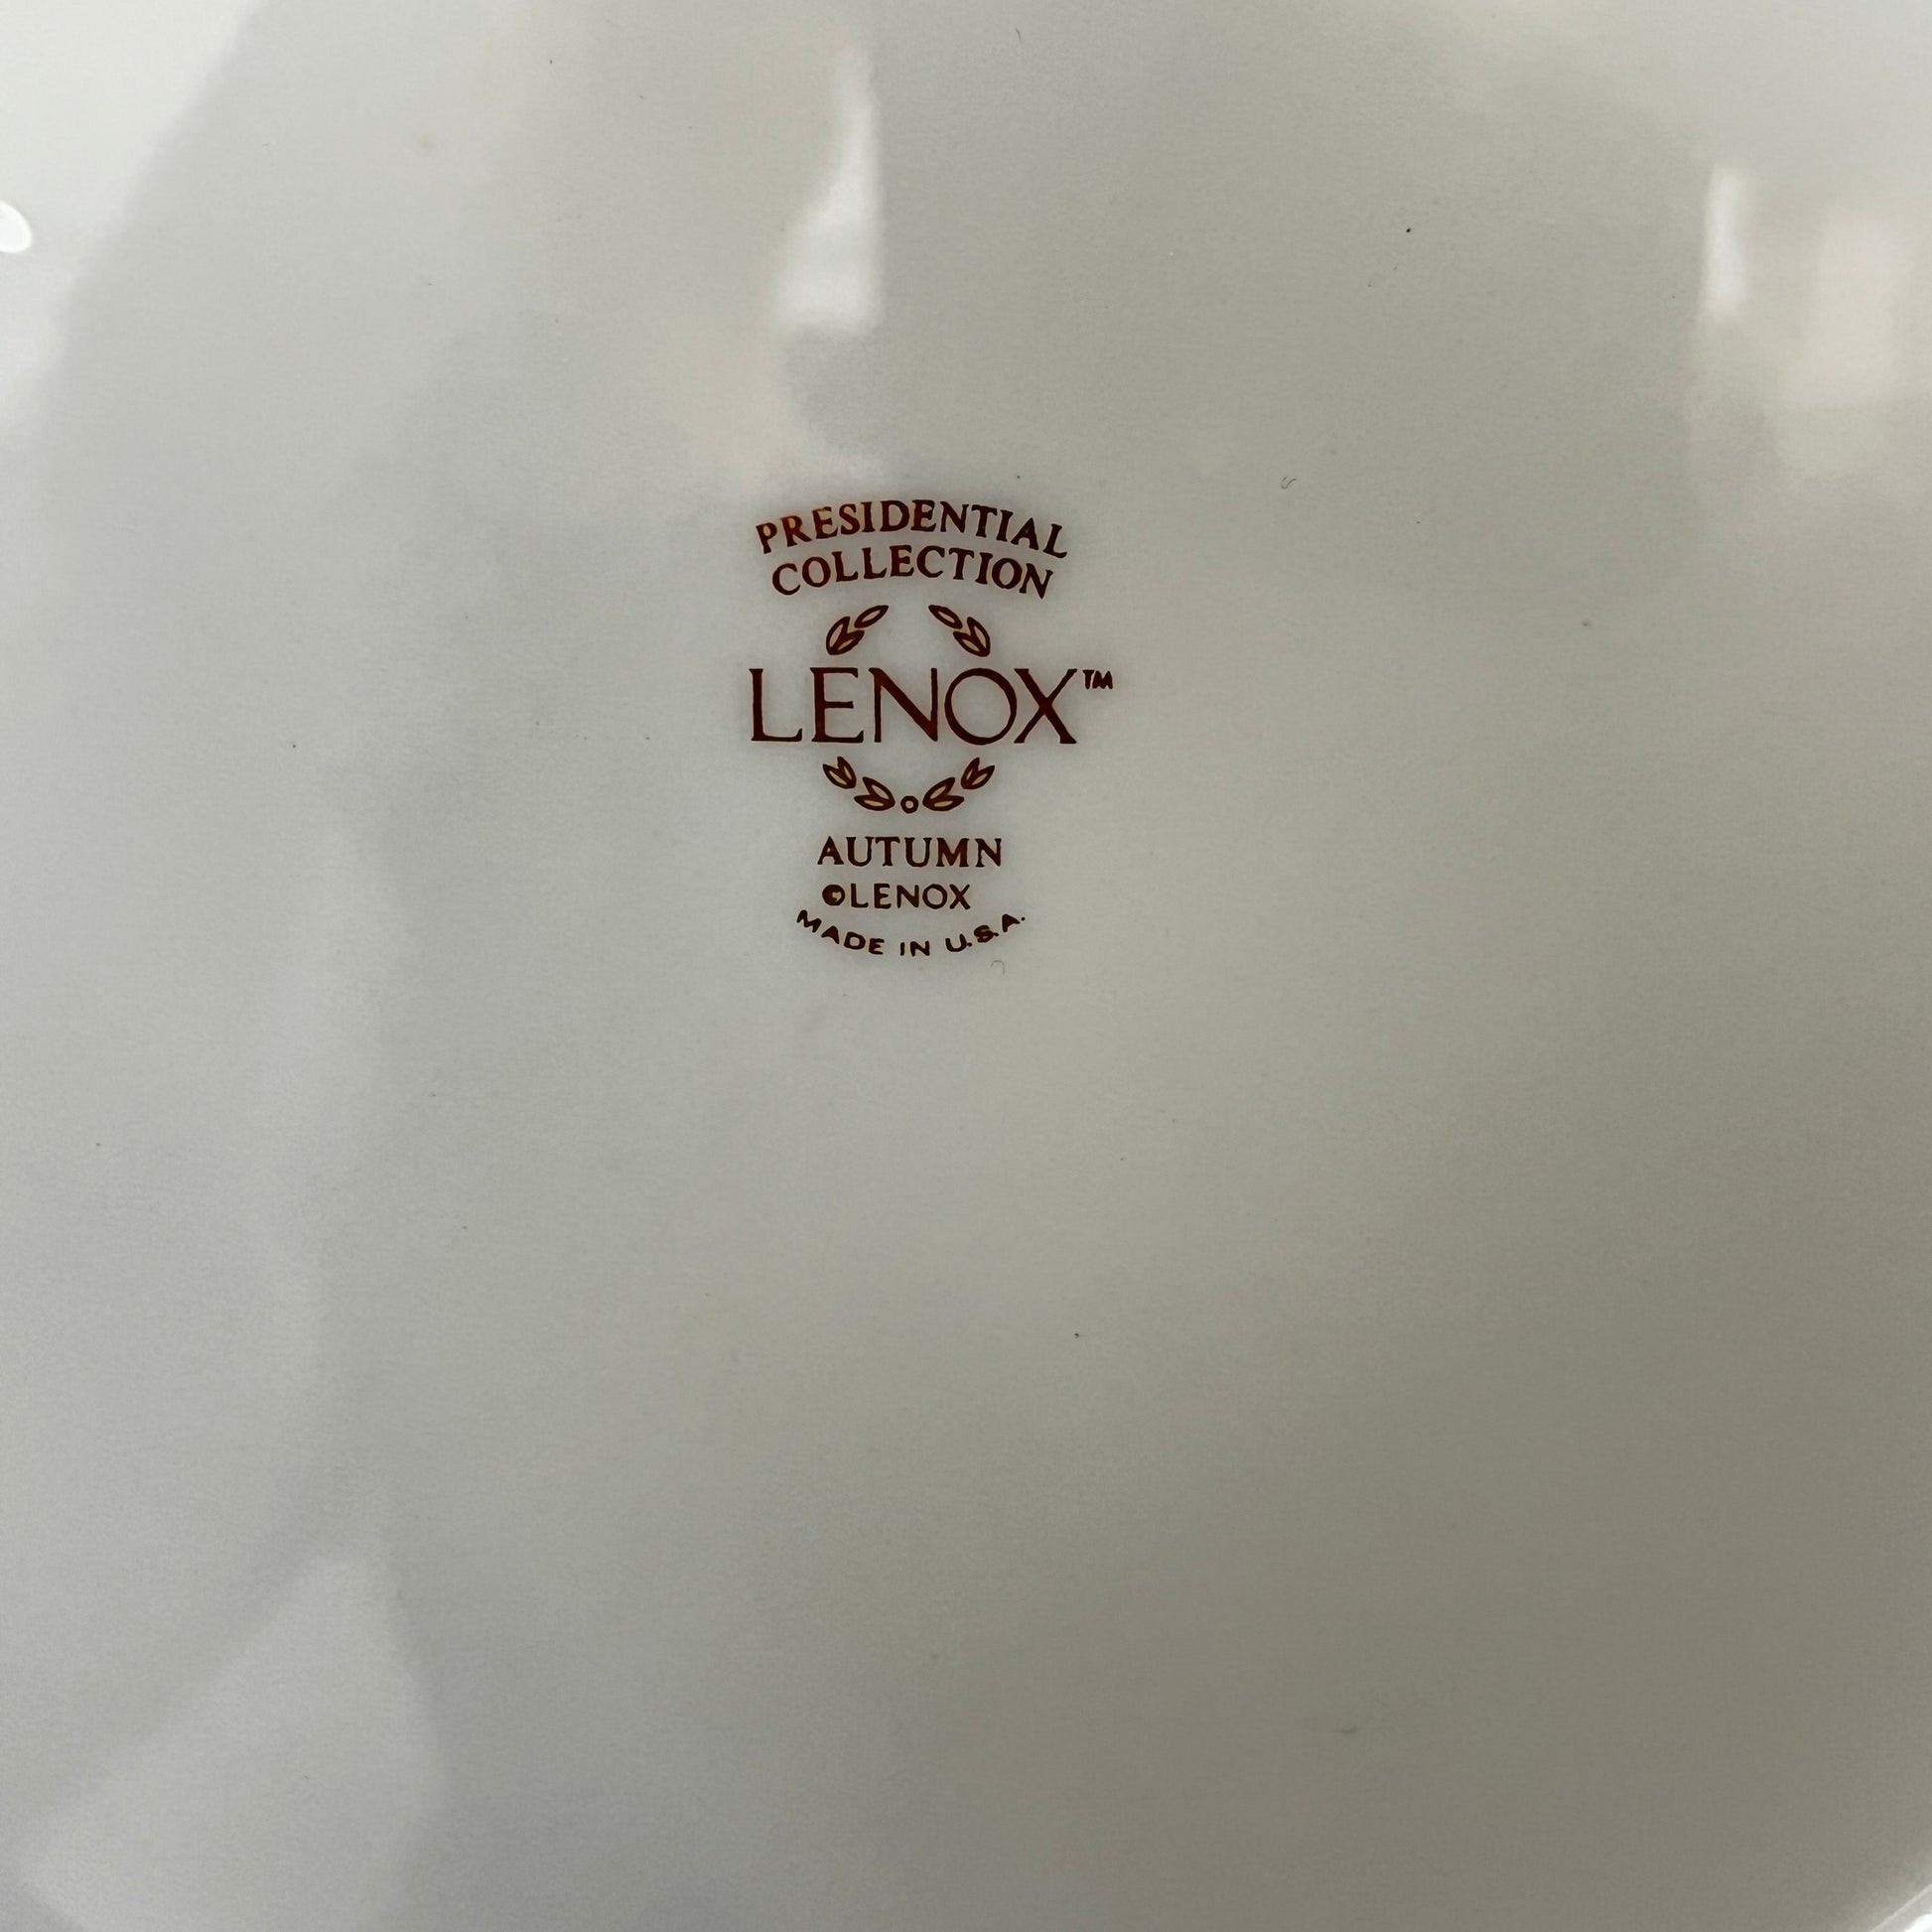 PRESIDENTIAL
COLLECTION
LENOX™
AUTUMN
©LENOX
MADE IN U.S.A.